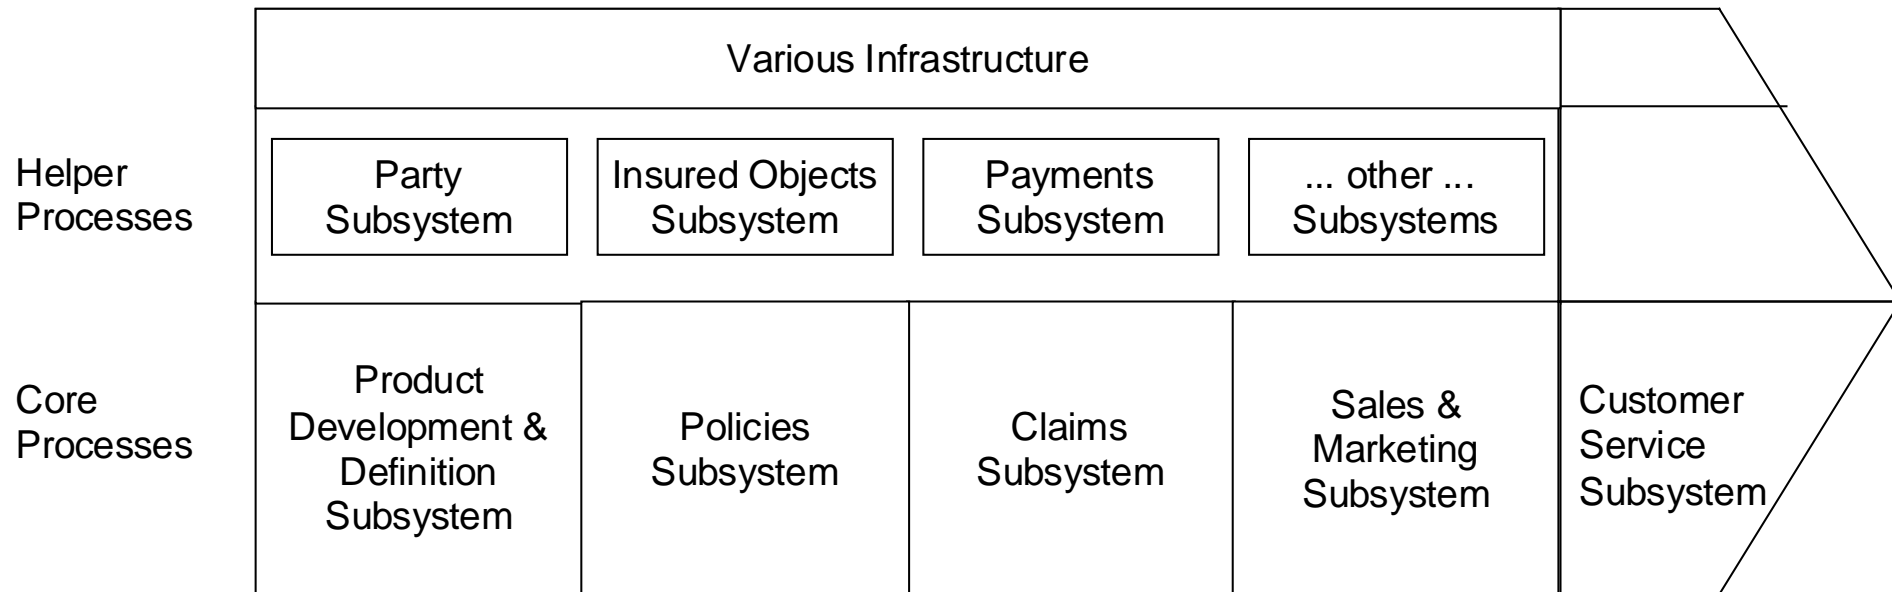 Various Infrastructure
Helper
Processes
Party
Subsystem
Insured Objects
Subsystem
Payments
Subsystem
... other ...
Subsystems
Core
Processes
Product
Development &
Definition
Subsystem
Policies
Subsystem
Claims
Subsystem
Sales &
Marketing
Subsystem
Customer
Service
Subsystem